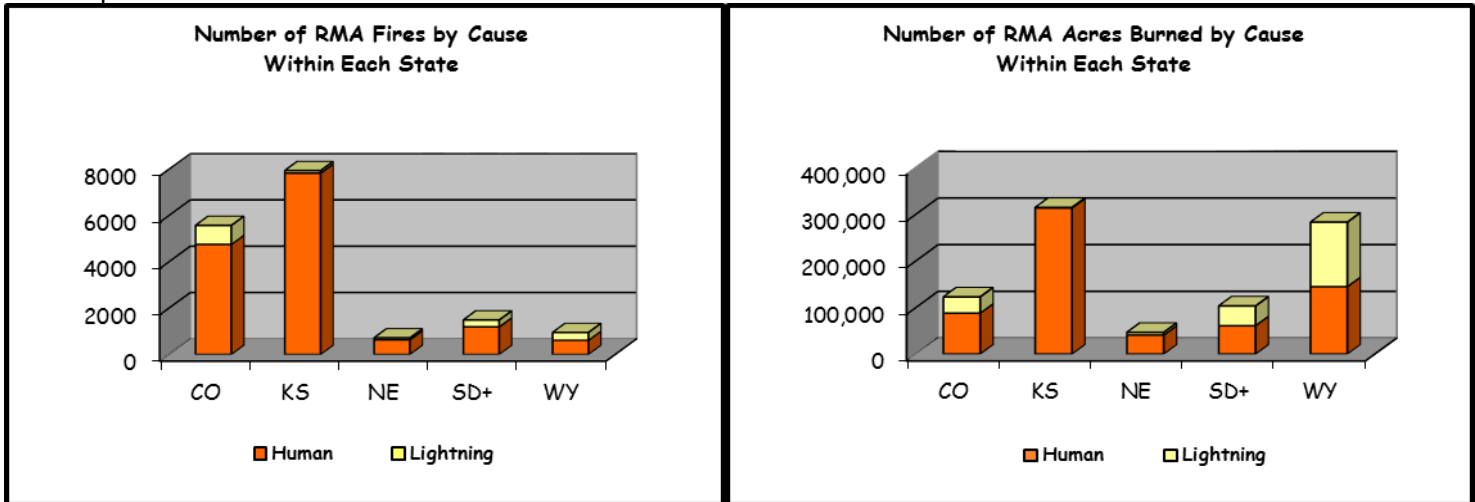 Number of RMA Fires by Cause
Within Each State
8000
6000
4000
2000
0
CO KS NE SD+ WY
Human Lightning
Number of RMA Acres Burned by Cause
Within Each State
400,000
300,000
200,000
100,000
0
CO KS NE SD+ WY
Human Lightning